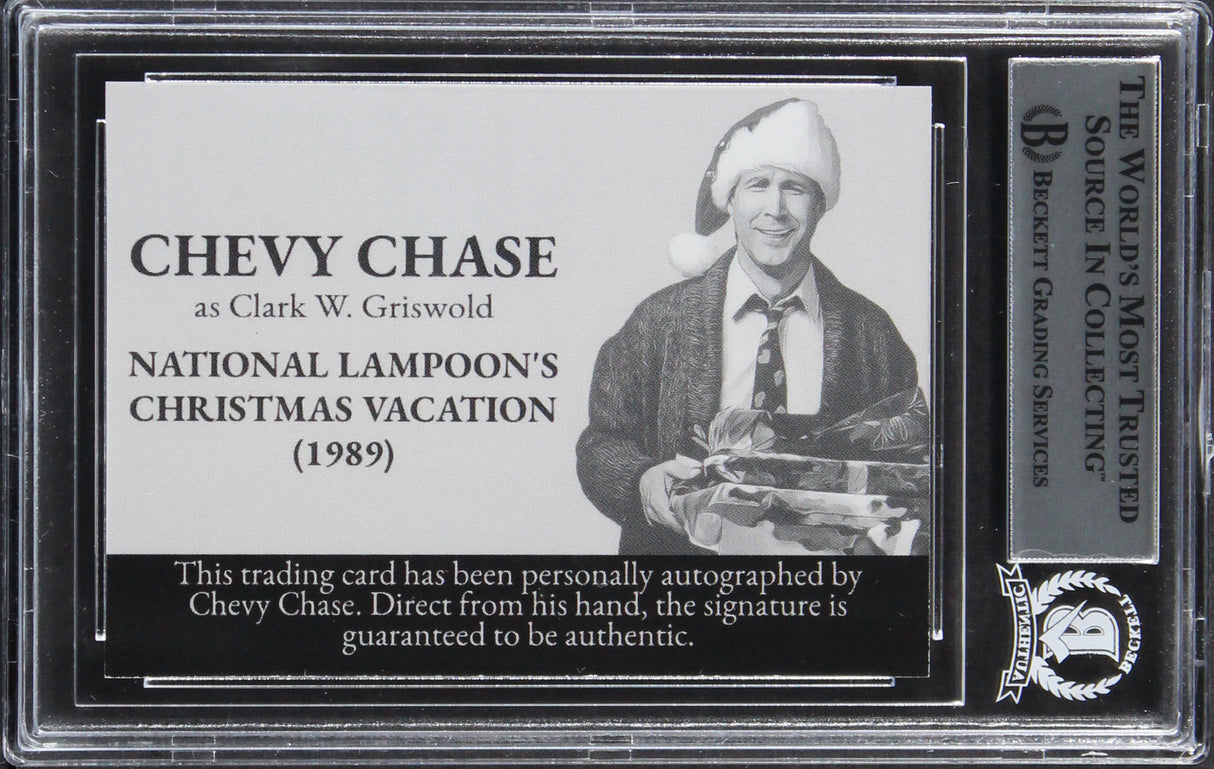 CHEVY CHASE
as Clark W. Griswold
NATIONAL LAMPOON'S
CHRISTMAS VACATION
(1989)
This trading card has been personally autographed by
Chevy Chase. Direct from his hand, the signature is
guaranteed to be authentic.
THE WORLD'S MOST TRUSTED
SOURCE IN COLLECTING™
B BECKETT GRADING SERVICES
AUTHENTIC
B
BECKETT